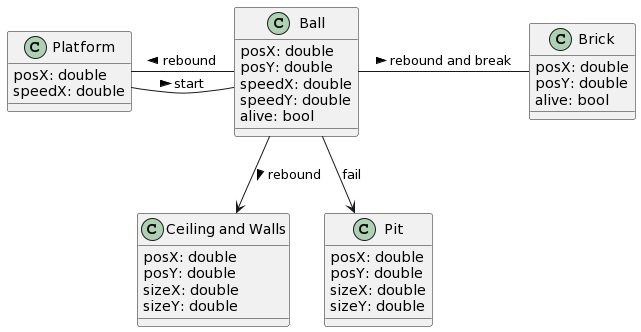 C Ball
posX: double
posY: double
speedX: double
speedY: double
alive: bool
C Platform
posX: double
speedX: double
C Brick
posX: double
posY: double
alive: bool
rebound
start
rebound and break
rebound
fail
C Ceiling and Walls
posX: double
posY: double
sizeX: double
sizeY: double
C Pit
posX: double
posY: double
sizeX: double
sizeY: double